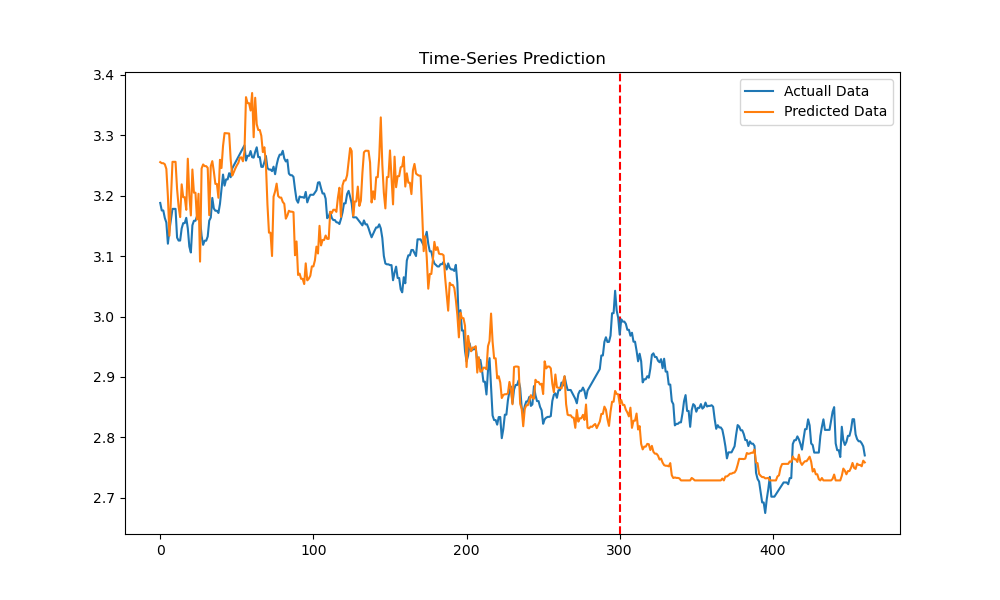 Time-Series Prediction
Actuall Data
Predicted Data
3.4
3.3
3.2
3.1
3.0
2.9
2.8
2.7
0 100 200 300 400